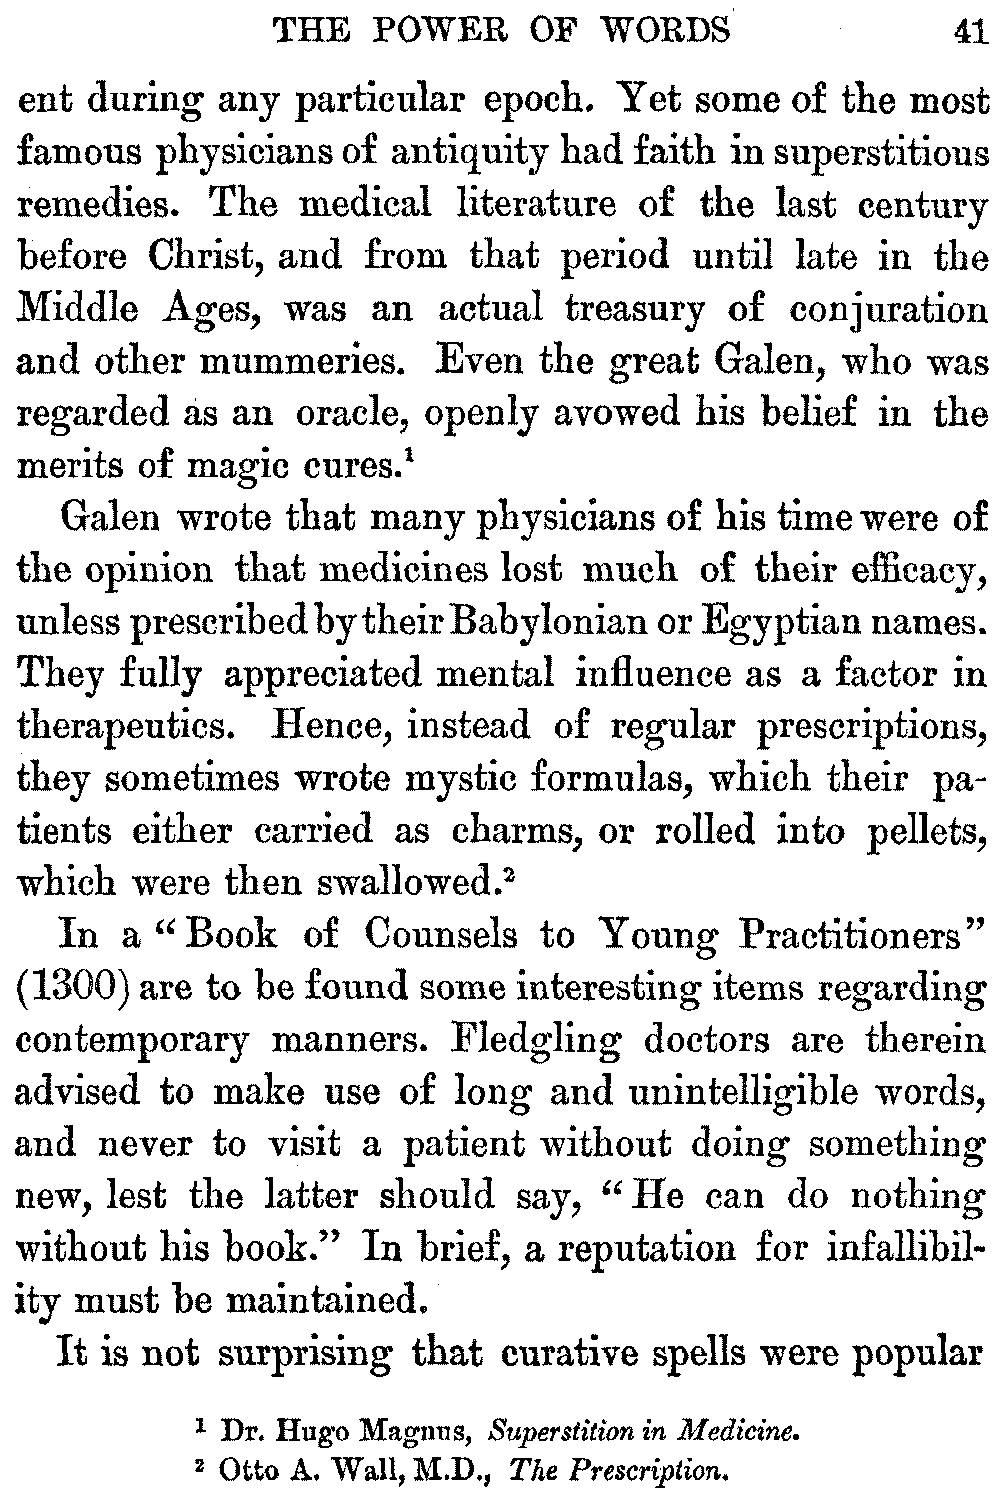 THE POWER OF WORDS 41
ent during any particular epoch. Yet some of the most
famous physicians of antiquity had faith in superstitious
remedies. The medical literature of the last century
before Christ, and from that period until late in the
Middle Ages, was an actual treasury of conjuration
and other mummeries. Even the great Galen, who was
regarded as an oracle, openly avowed his belief in the
merits of magic cures.¹
Galen wrote that many physicians of his time were of
the opinion that medicines lost much of their efficacy,
unless prescribed by their Babylonian or Egyptian names.
They fully appreciated mental influence as a factor in
therapeutics. Hence, instead of regular prescriptions,
they sometimes wrote mystic formulas, which their pa-
tients either carried as charms, or rolled into pellets,
which were then swallowed.²
In a “Book of Counsels to Young Practitioners”
(1300) are to be found some interesting items regarding
contemporary manners. Fledgling doctors are therein
advised to make use of long and unintelligible words,
and never to visit a patient without doing something
new, lest the latter should say, “He can do nothing
without his book.” In brief, a reputation for infallibil-
ity must be maintained.
It is not surprising that curative spells were popular
¹ Dr. Hugo Magnus, Superstition in Medicine.
² Otto A. Wall, M.D., The Prescription.